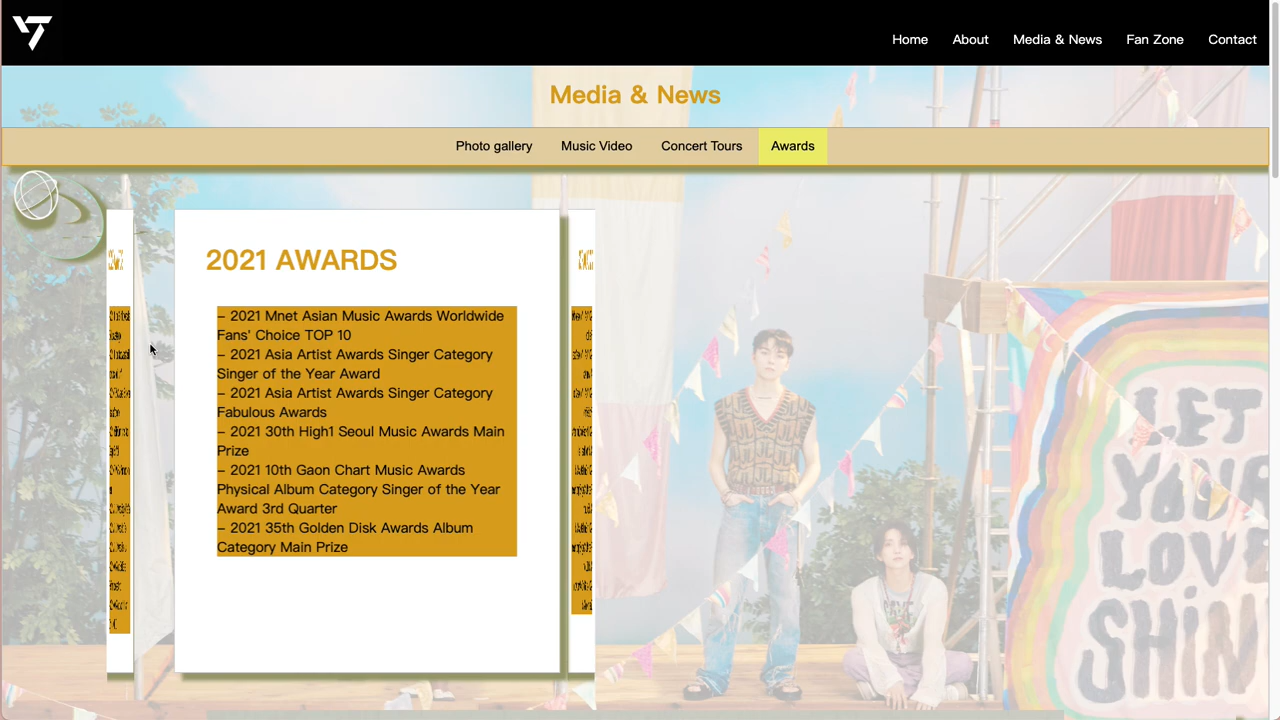 Home About Media & News Fan Zone Contact
Media & News
Photo gallery Music Video Concert Tours Awards
2021 AWARDS
– 2021 Mnet Asian Music Awards Worldwide
Fans' Choice TOP 10
– 2021 Asia Artist Awards Singer Category
Singer of the Year Award
– 2021 Asia Artist Awards Singer Category
Fabulous Awards
– 2021 30th High1 Seoul Music Awards Main
Prize
– 2021 10th Gaon Chart Music Awards
Physical Album Category Singer of the Year
Award 3rd Quarter
– 2021 35th Golden Disk Awards Album
Category Main Prize
LET
YOUR
LOVE
SHiN